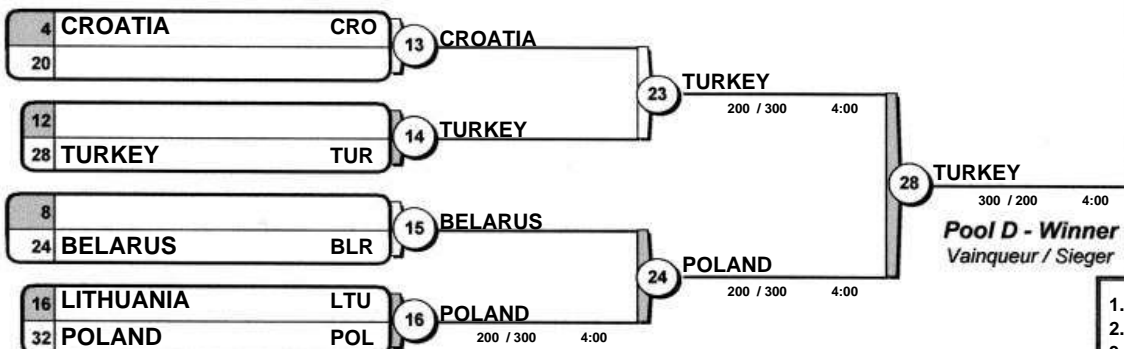 4 CROATIA CRO
20
13 CROATIA
12
28 TURKEY TUR
14 TURKEY
23 TURKEY
200 / 300 4:00
8
24 BELARUS BLR
15 BELARUS
16 LITHUANIA LTU
32 POLAND POL
16 POLAND
200 / 300 4:00
24 POLAND
200 / 300 4:00
28 TURKEY
300 / 200 4:00
Pool D - Winner
Vainqueur / Sieger
1.
2.